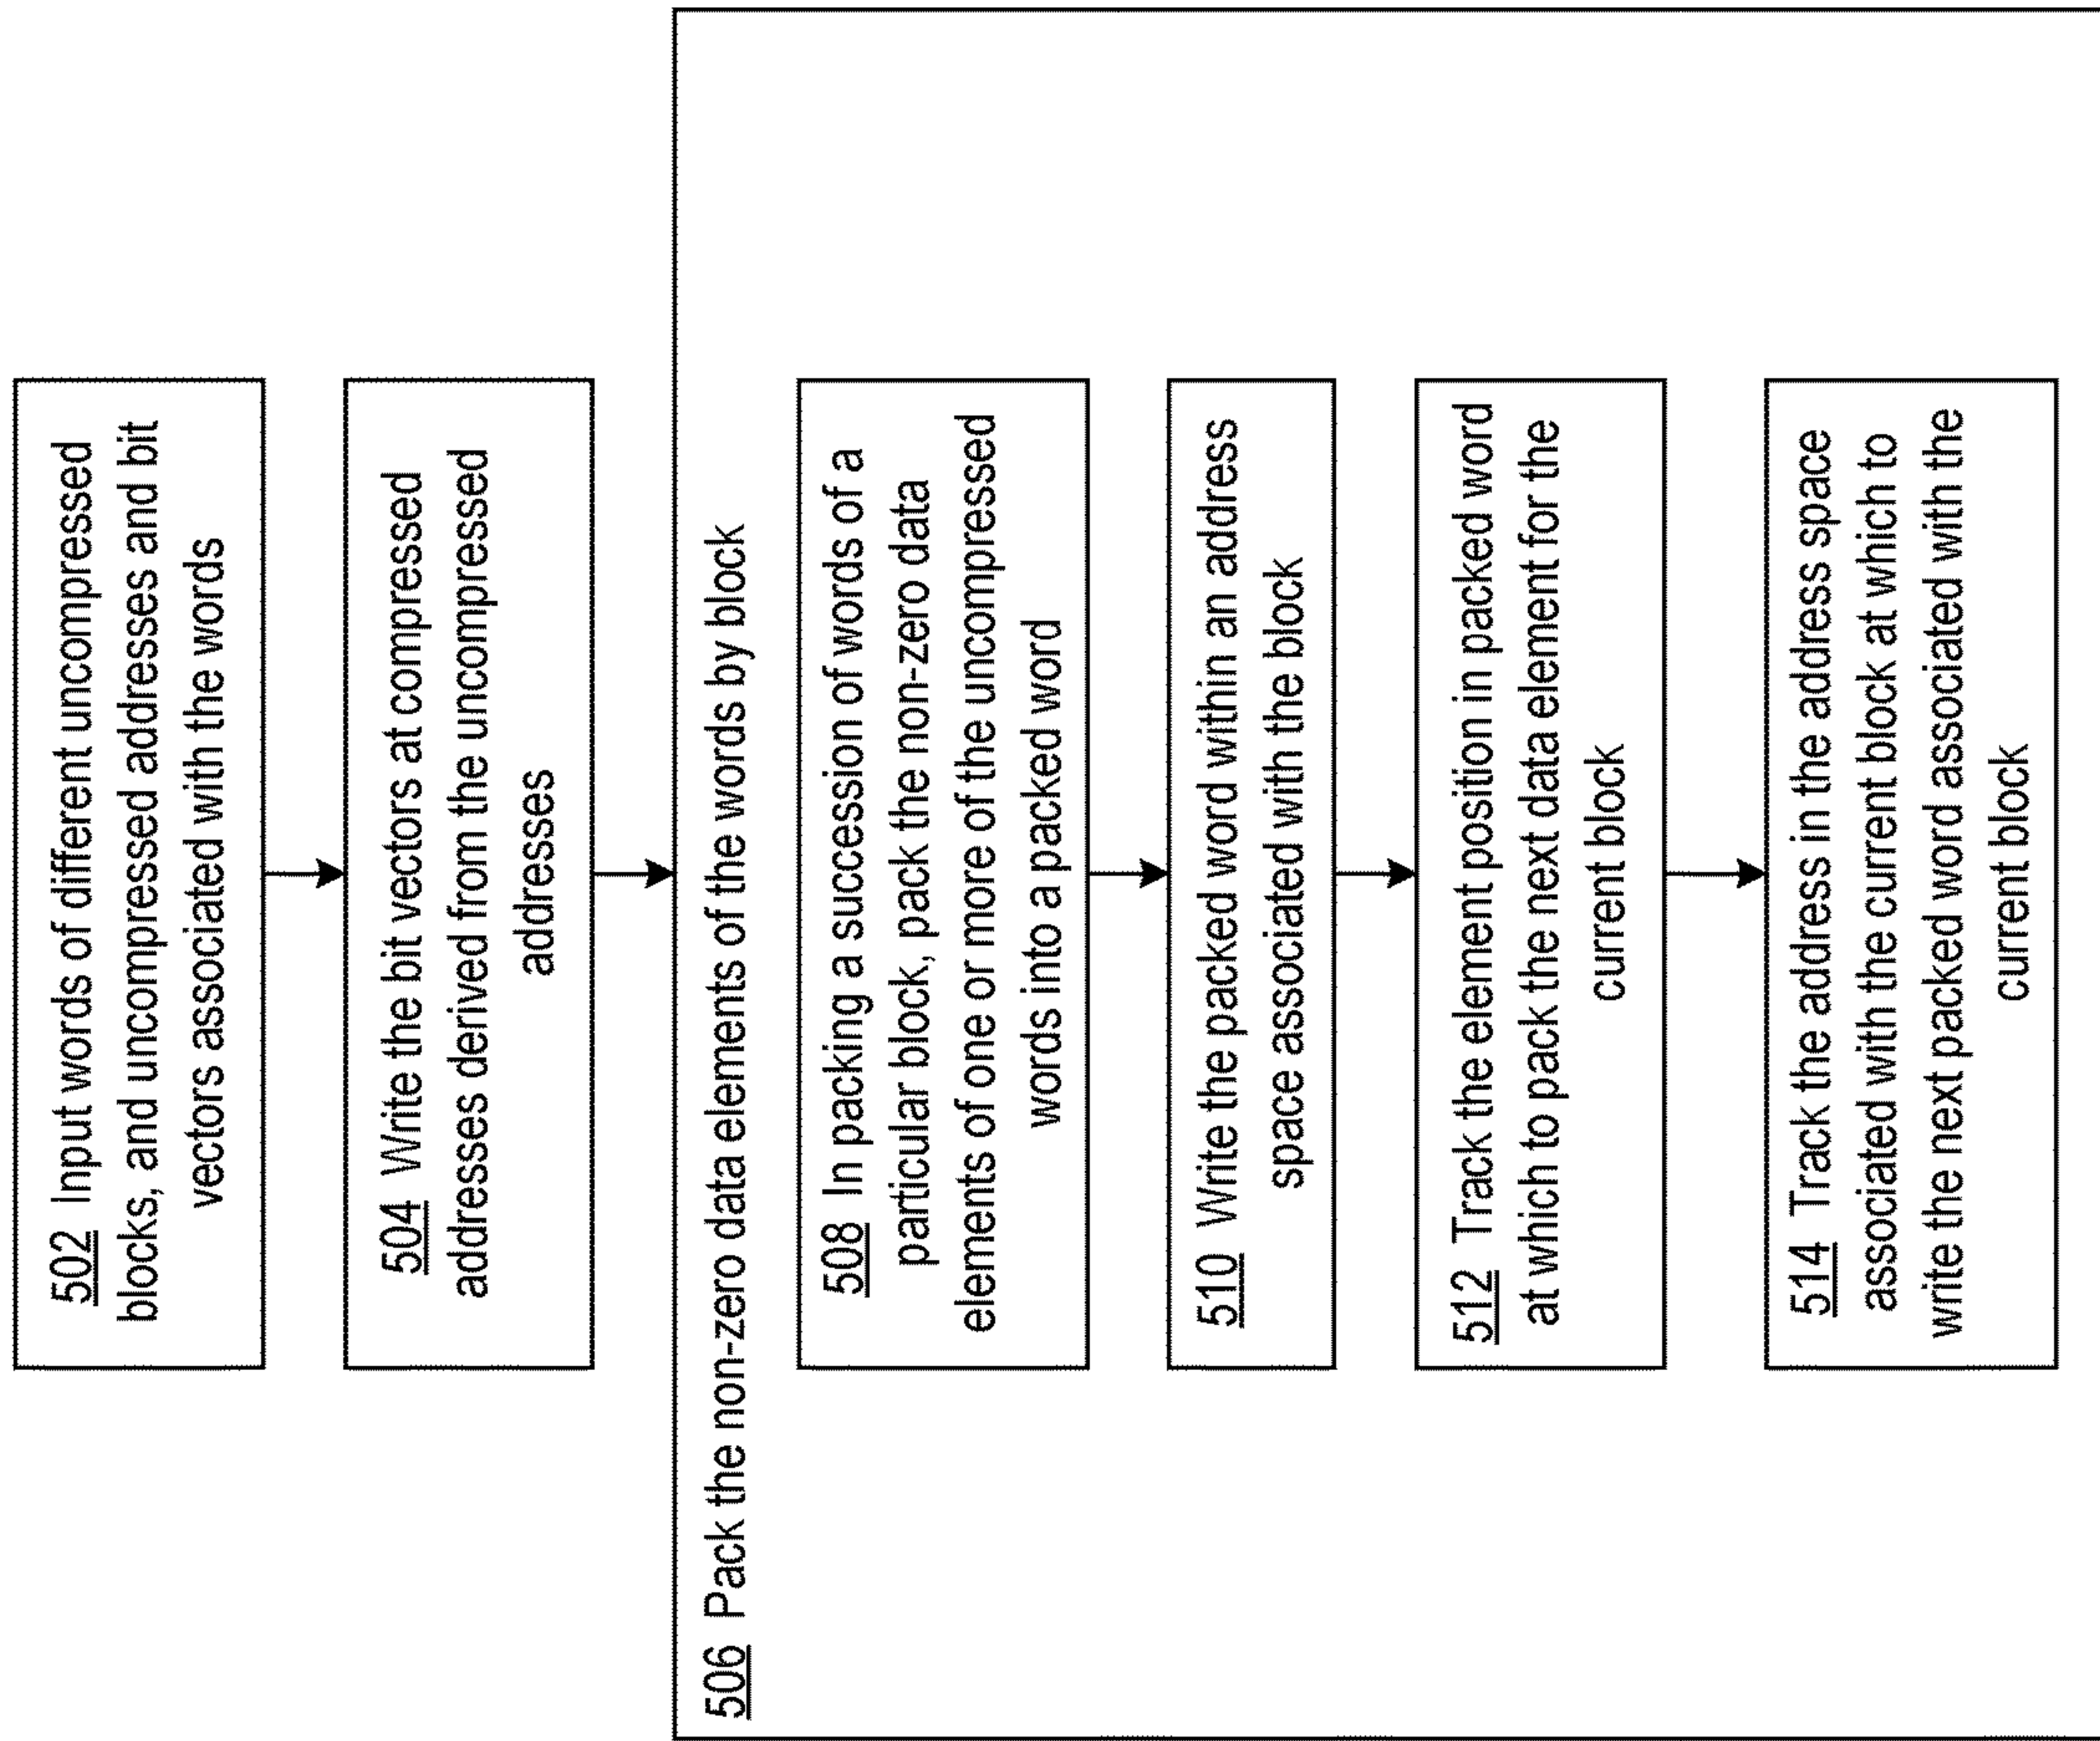 502 Input words of different uncompressed
blocks, and uncompressed addresses and bit
vectors associated with the words
504 Write the bit vectors at compressed
addresses derived from the uncompressed
addresses
506 Pack the non-zero data elements of the words by block
508 In packing a succession of words of a
particular block, pack the non-zero data
elements of one or more of the uncompressed
words into a packed word
510 Write the packed word within an address
space associated with the block
512 Track the element position in packed word
at which to pack the next data element for the
current block
514 Track the address in the address space
associated with the current block at which to
write the next packed word associated with the
current block